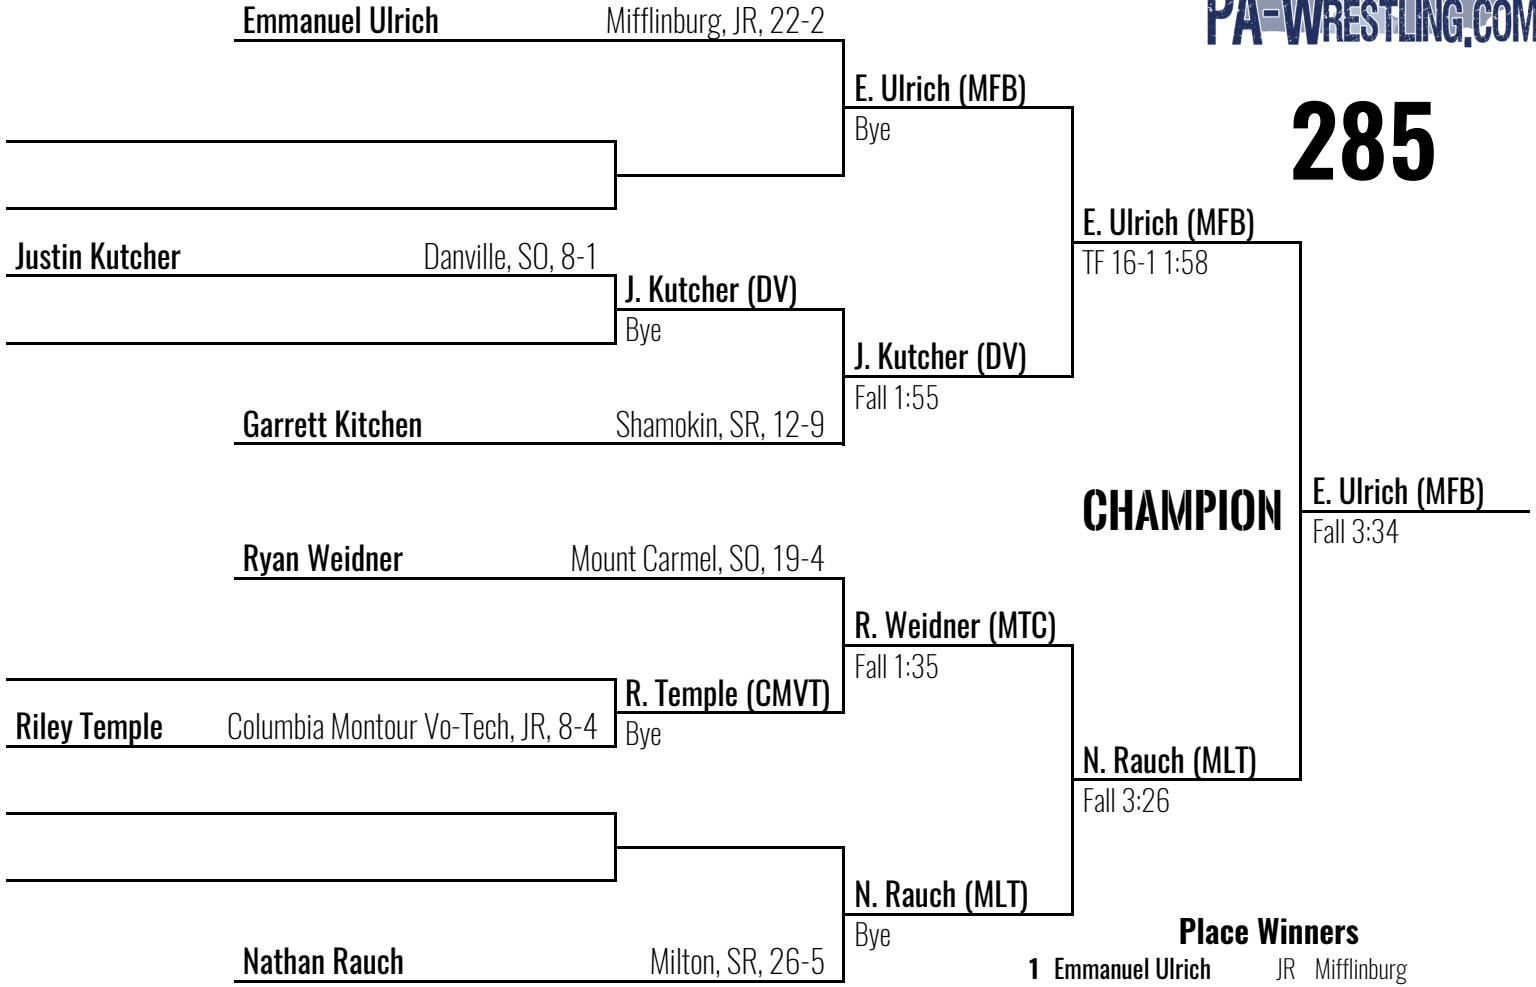 Emmanuel Ulrich Mifflinburg, JR, 22-2
PA-WRESTLING.COM
E. Ulrich (MFB)
Bye
285
E. Ulrich (MFB)
TF 16-1 1:58
Justin Kutcher Danville, SO, 8-1
J. Kutcher (DV)
Bye
J. Kutcher (DV)
Fall 1:55
Garrett Kitchen Shamokin, SR, 12-9
CHAMPION
E. Ulrich (MFB)
Fall 3:34
Ryan Weidner Mount Carmel, SO, 19-4
R. Weidner (MTC)
Fall 1:35
R. Temple (CMVT)
Riley Temple Columbia Montour Vo-Tech, JR, 8-4
Bye
N. Rauch (MLT)
Fall 3:26
N. Rauch (MLT)
Bye
Nathan Rauch Milton, SR, 26-5
Place Winners
1 Emmanuel Ulrich JR Mifflinburg